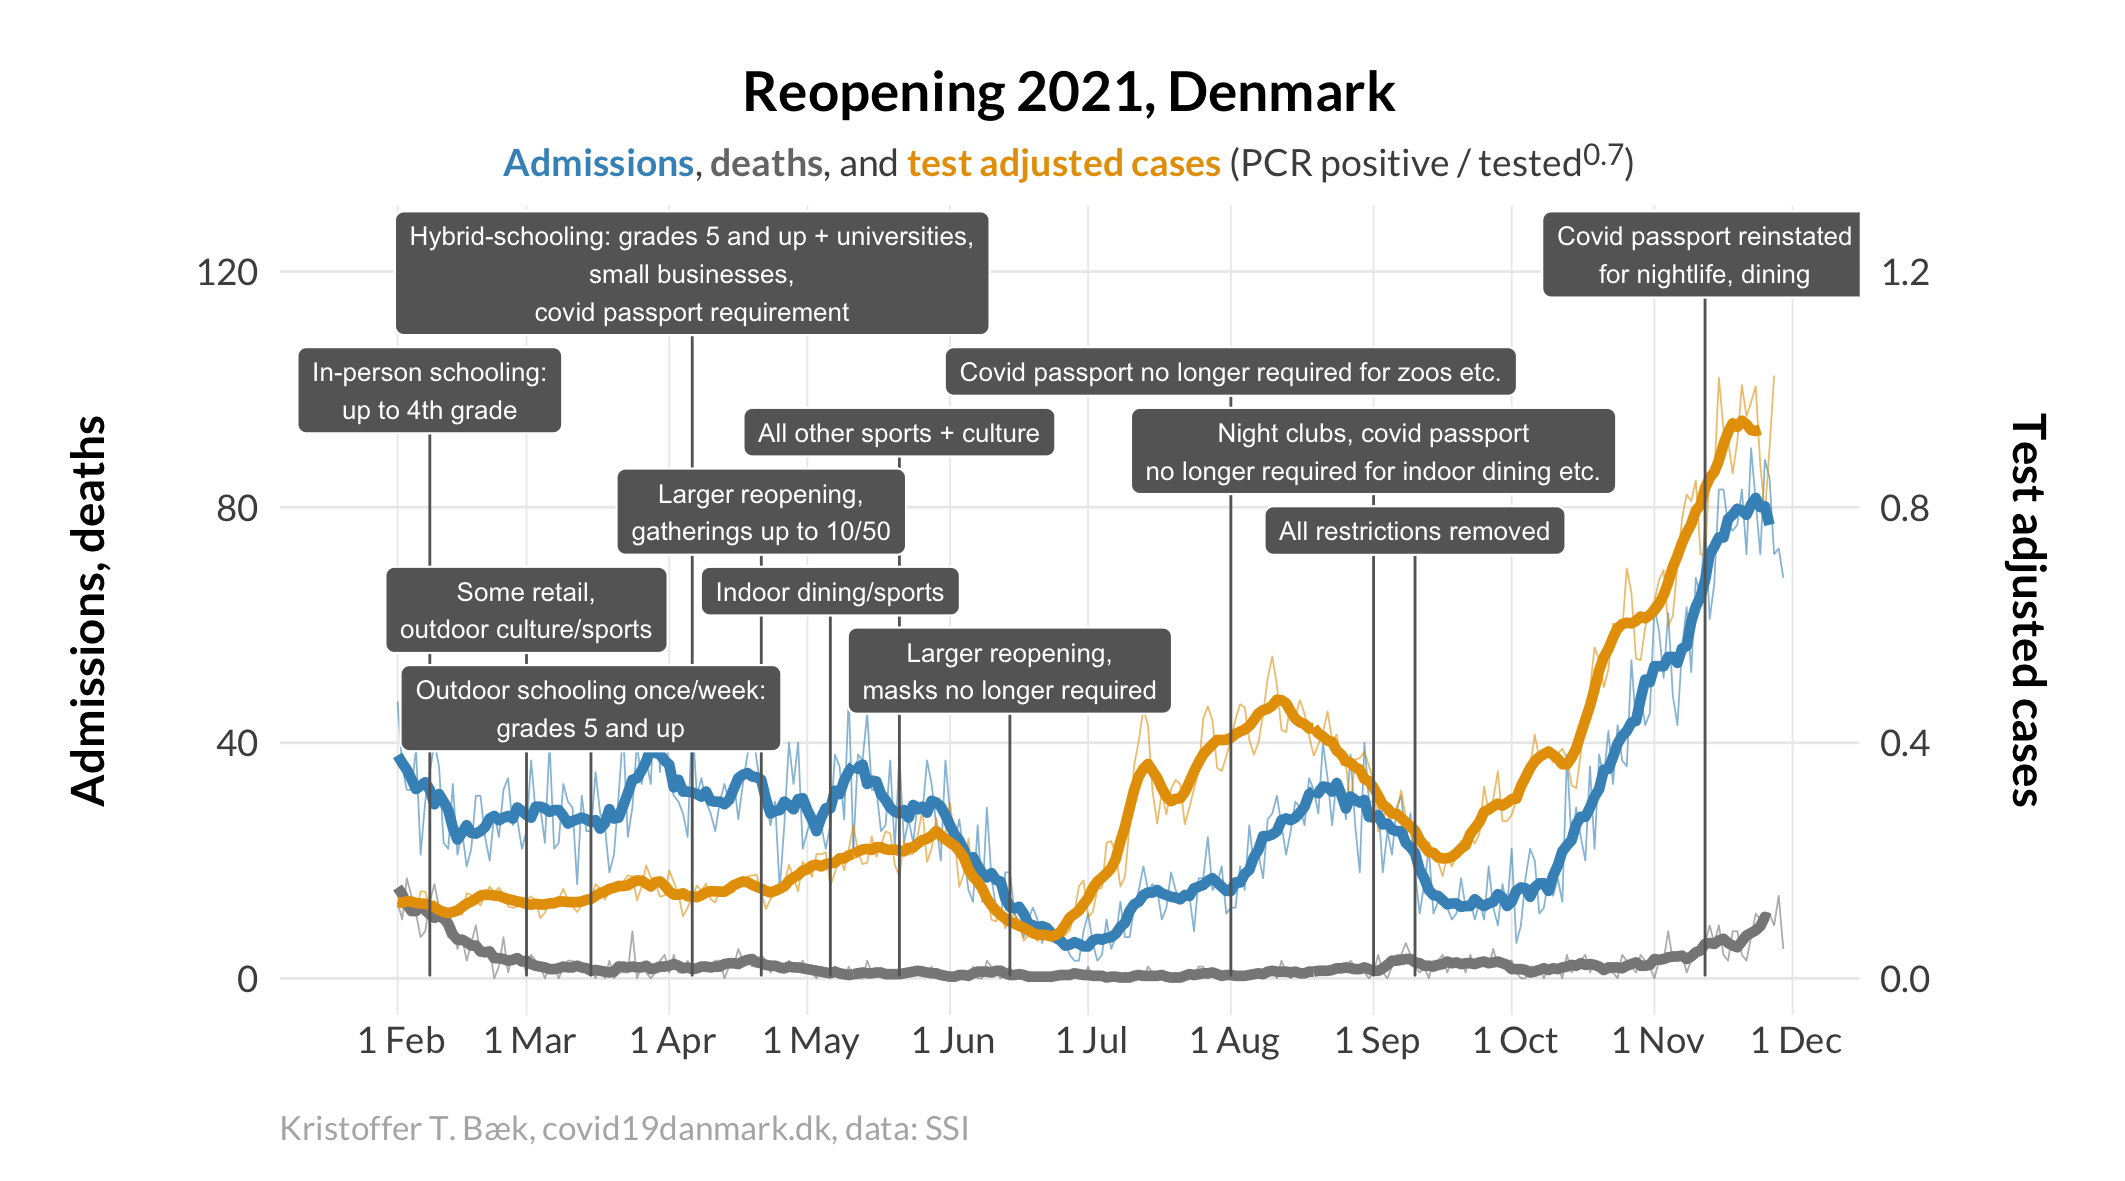 Reopening 2021, Denmark
Admissions, deaths, and test adjusted cases (PCR positive / tested^0.7)
Hybrid-schooling: grades 5 and up + universities,
small businesses,
covid passport requirement
Covid passport reinstated
for nightlife, dining
In-person schooling:
up to 4th grade
Covid passport no longer required for zoos etc.
All other sports + culture
Night clubs, covid passport
no longer required for indoor dining etc.
Larger reopening,
gatherings up to 10/50
All restrictions removed
Some retail,
outdoor culture/sports
Indoor dining/sports
Larger reopening,
masks no longer required
Outdoor schooling once/week:
grades 5 and up
Admissions, deaths
120
80
40
0
Test adjusted cases
1.2
0.8
0.4
0.0
1 Feb
1 Mar
1 Apr
1 May
1 Jun
1 Jul
1 Aug
1 Sep
1 Oct
1 Nov
1 Dec
Kristoffer T. Bæk, covid19danmark.dk, data: SSI